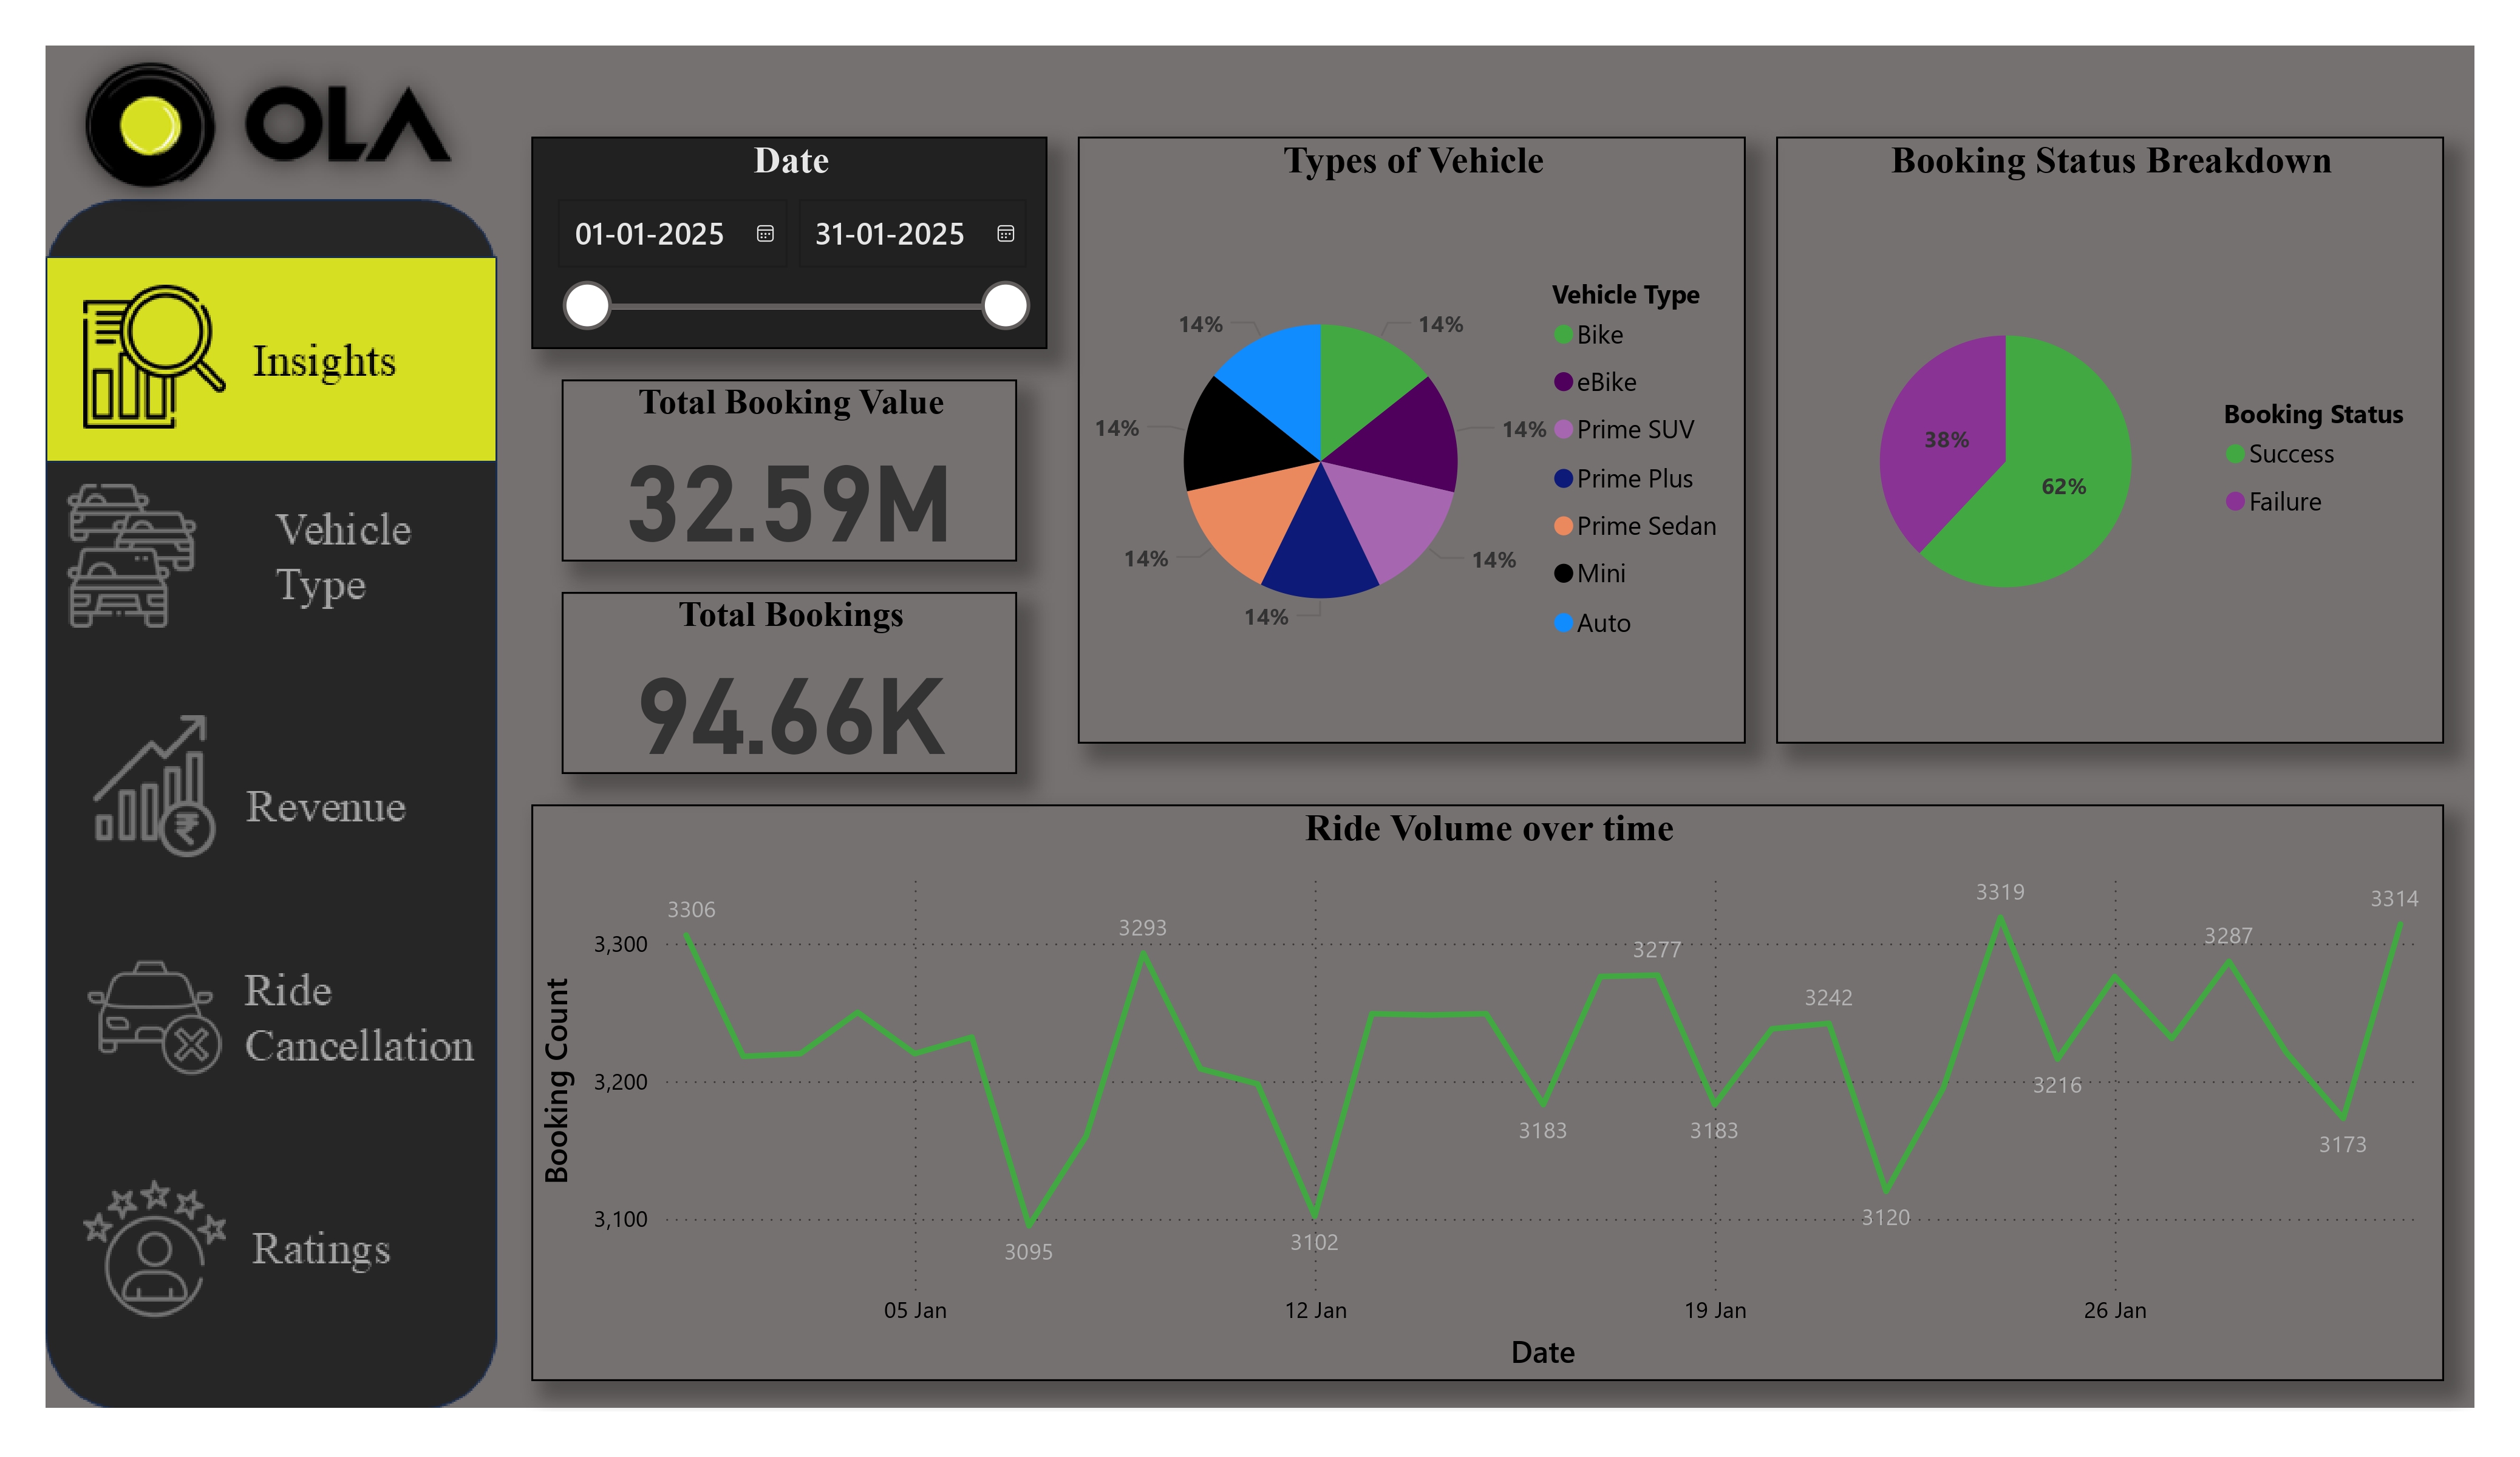 OLA
Insights
Vehicle
Type
Revenue
Ride
Cancellation
Ratings
Date
01-01-2025
31-01-2025
Total Booking Value
32.59M
Total Bookings
94.66K
Types of Vehicle
14%
14%
14%
14%
14%
14%
14%
Vehicle Type
Bike
eBike
Prime SUV
Prime Plus
Prime Sedan
Mini
Auto
Booking Status Breakdown
38%
62%
Booking Status
Success
Failure
Ride Volume over time
Booking Count
3,300
3,200
3,100
3306
3095
3293
3102
3183
3277
3183
3242
3120
3319
3216
3287
3173
3314
05 Jan
12 Jan
19 Jan
26 Jan
Date